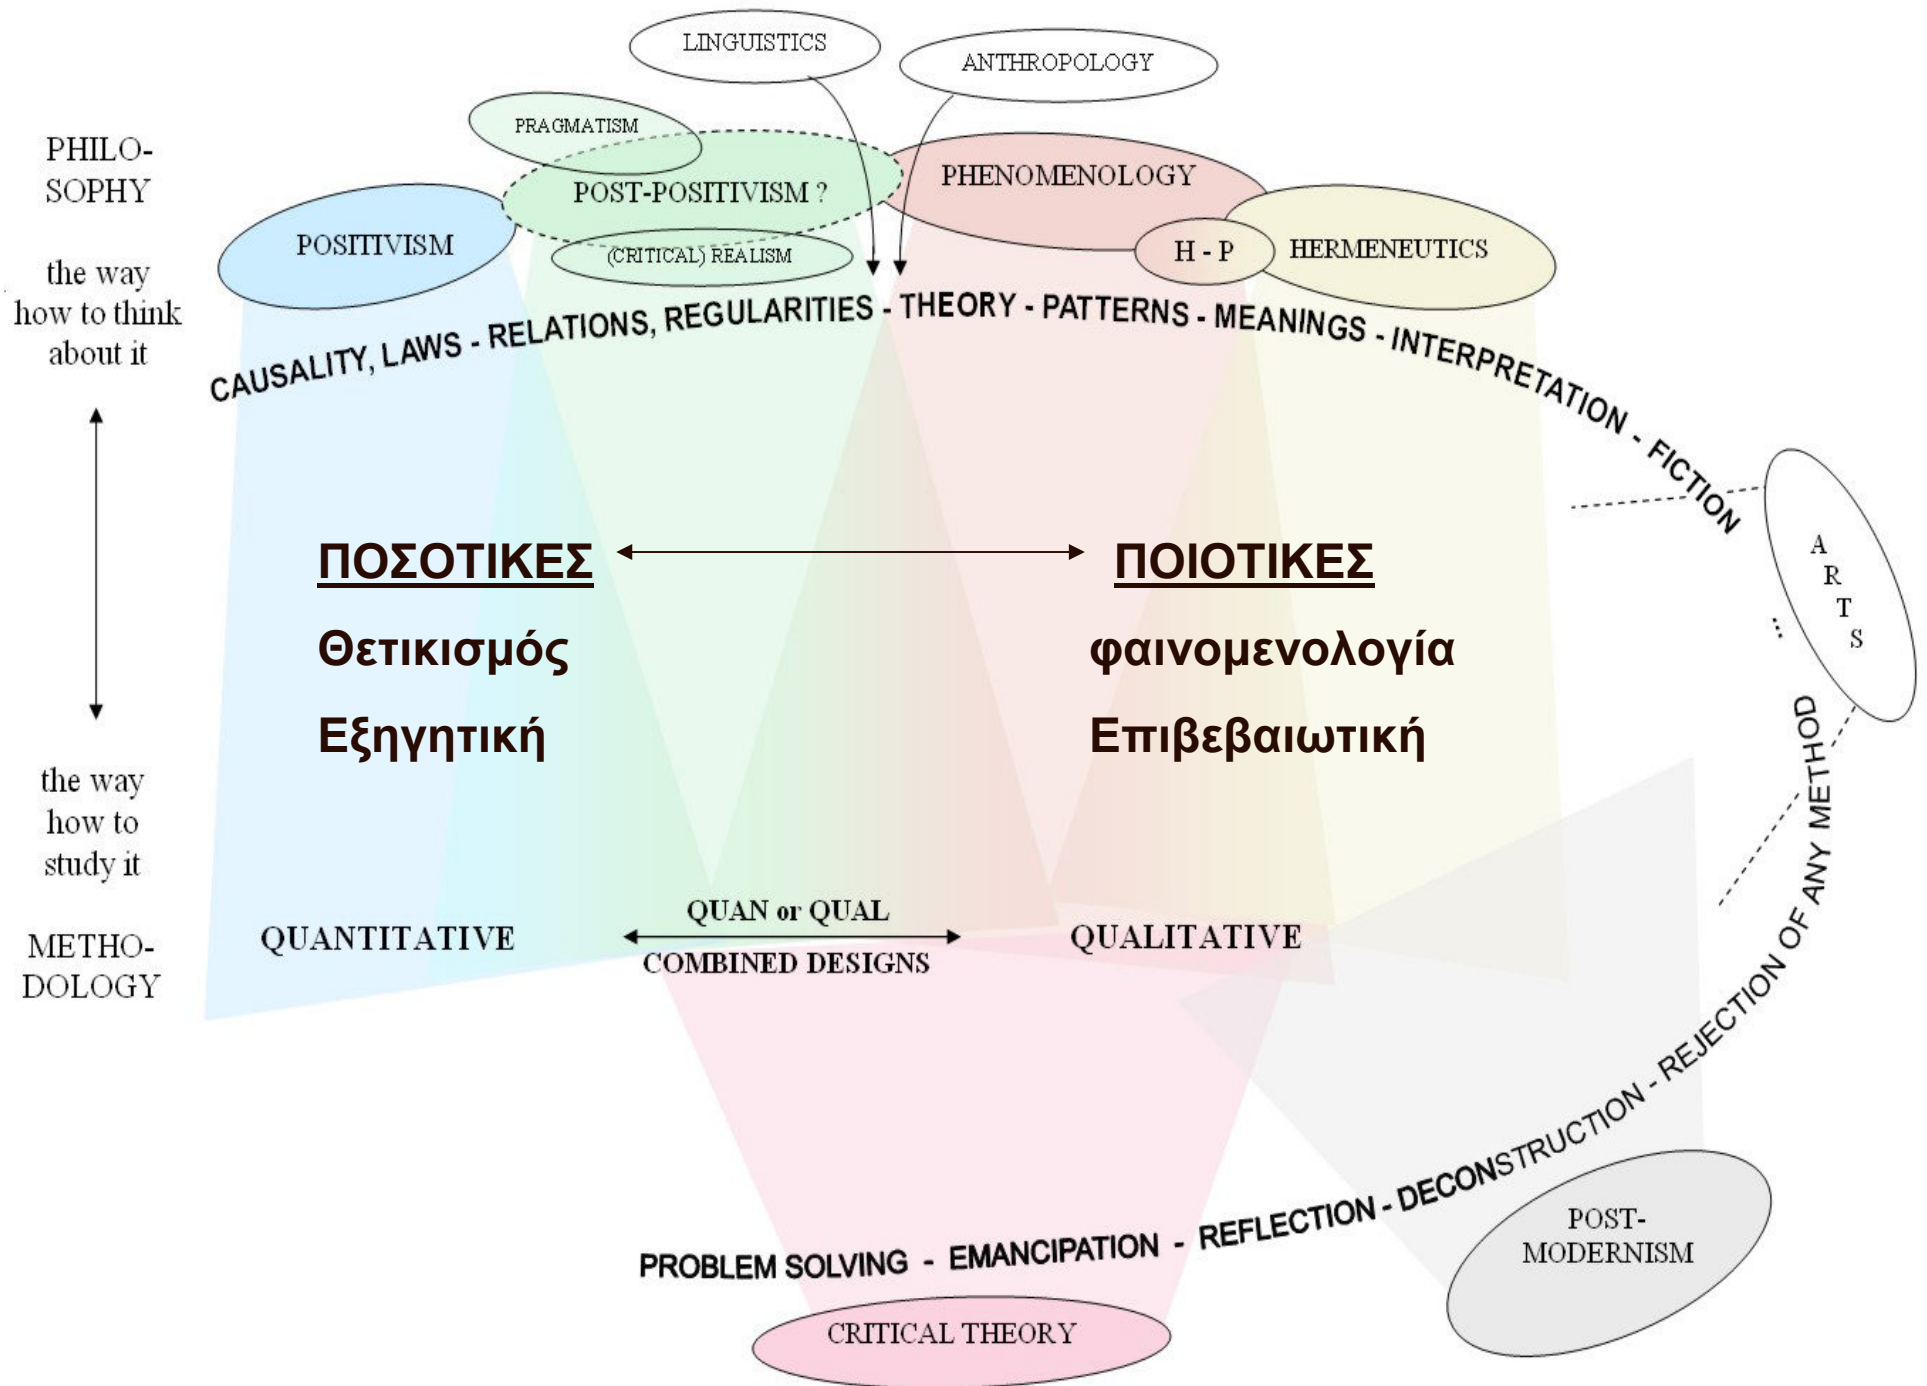 LINGUISTICS
ANTHROPOLOGY
PRAGMATISM
PHILO-
SOPHY
POST-POSITIVISM ?
PHENOMENOLOGY
POSITIVISM
(CRITICAL) REALISM
H - P
HERMENEUTICS
the way
how to think
about it
CAUSALITY, LAWS - RELATIONS, REGULARITIES - THEORY - PATTERNS - MEANINGS - INTERPRETATION - FICTION
A
R
T
S
...
ΠΟΣΟΤΙΚΕΣ
ΠΟΙΟΤΙΚΕΣ
Θετικισμός
φαινομενολογία
Εξηγητική
Επιβεβαιωτική
the way
how to
study it
METHO-
DOLOGY
QUANTITATIVE
QUAN or QUAL
COMBINED DESIGNS
QUALITATIVE
PROBLEM SOLVING - EMANCIPATION - REFLECTION - DECONSTRUCTION - REJECTION OF ANY METHOD
POST-
MODERNISM
CRITICAL THEORY